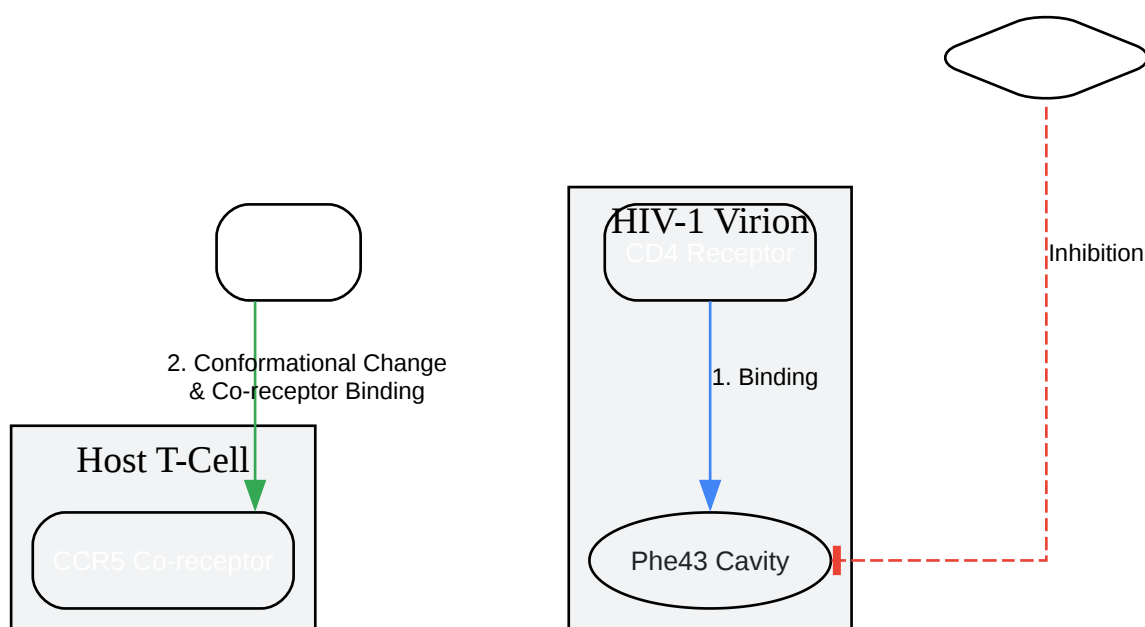 HIV-1 Virion
CD4 Receptor
Inhibition
2. Conformational Change
& Co-receptor Binding
1. Binding
Host T-Cell
CCR5 Co-receptor
Phe43 Cavity